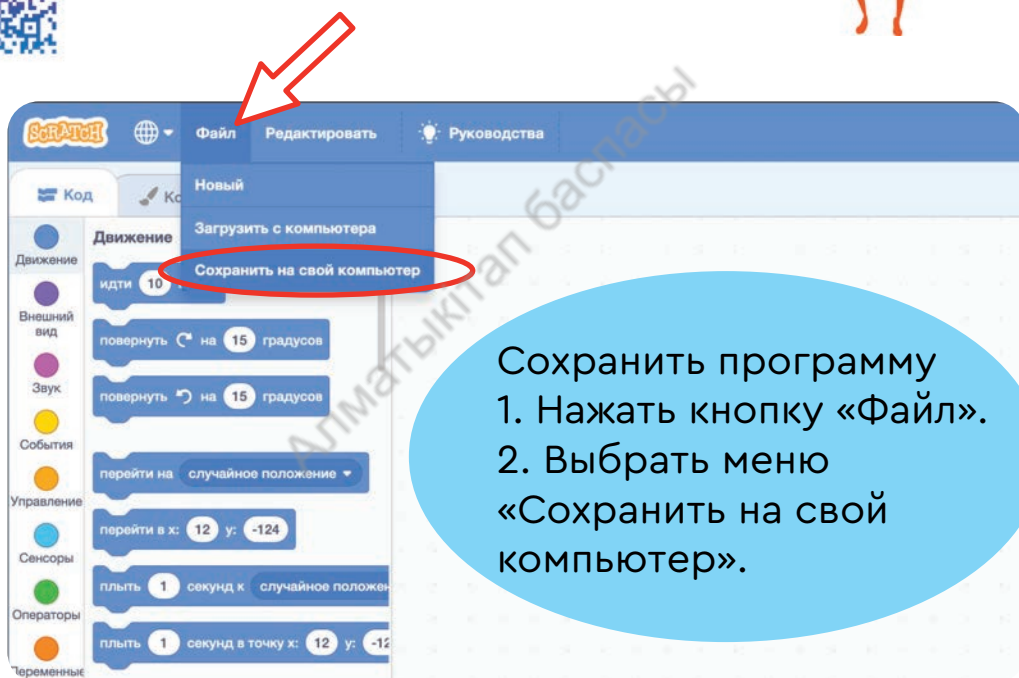 SCRATCH Файл Редактировать Руководства
Код
Новый
Загрузить с компьютера
Сохранить на свой компьютер
Движение
Внешний
вид
Звук
События
Управление
Сенсоры
Операторы
Переменные
Движение
идти 10
повернуть на 15 градусов
повернуть на 15 градусов
перейти на случайное положение
перейти в x: 12 y: -124
плыть 1 секунд к случайное положен
плыть 1 секунд в точку x: 12 y: -12
Сохранить программу
1. Нажать кнопку «Файл».
2. Выбрать меню
«Сохранить на свой
компьютер».
Алматыкітап баспасы